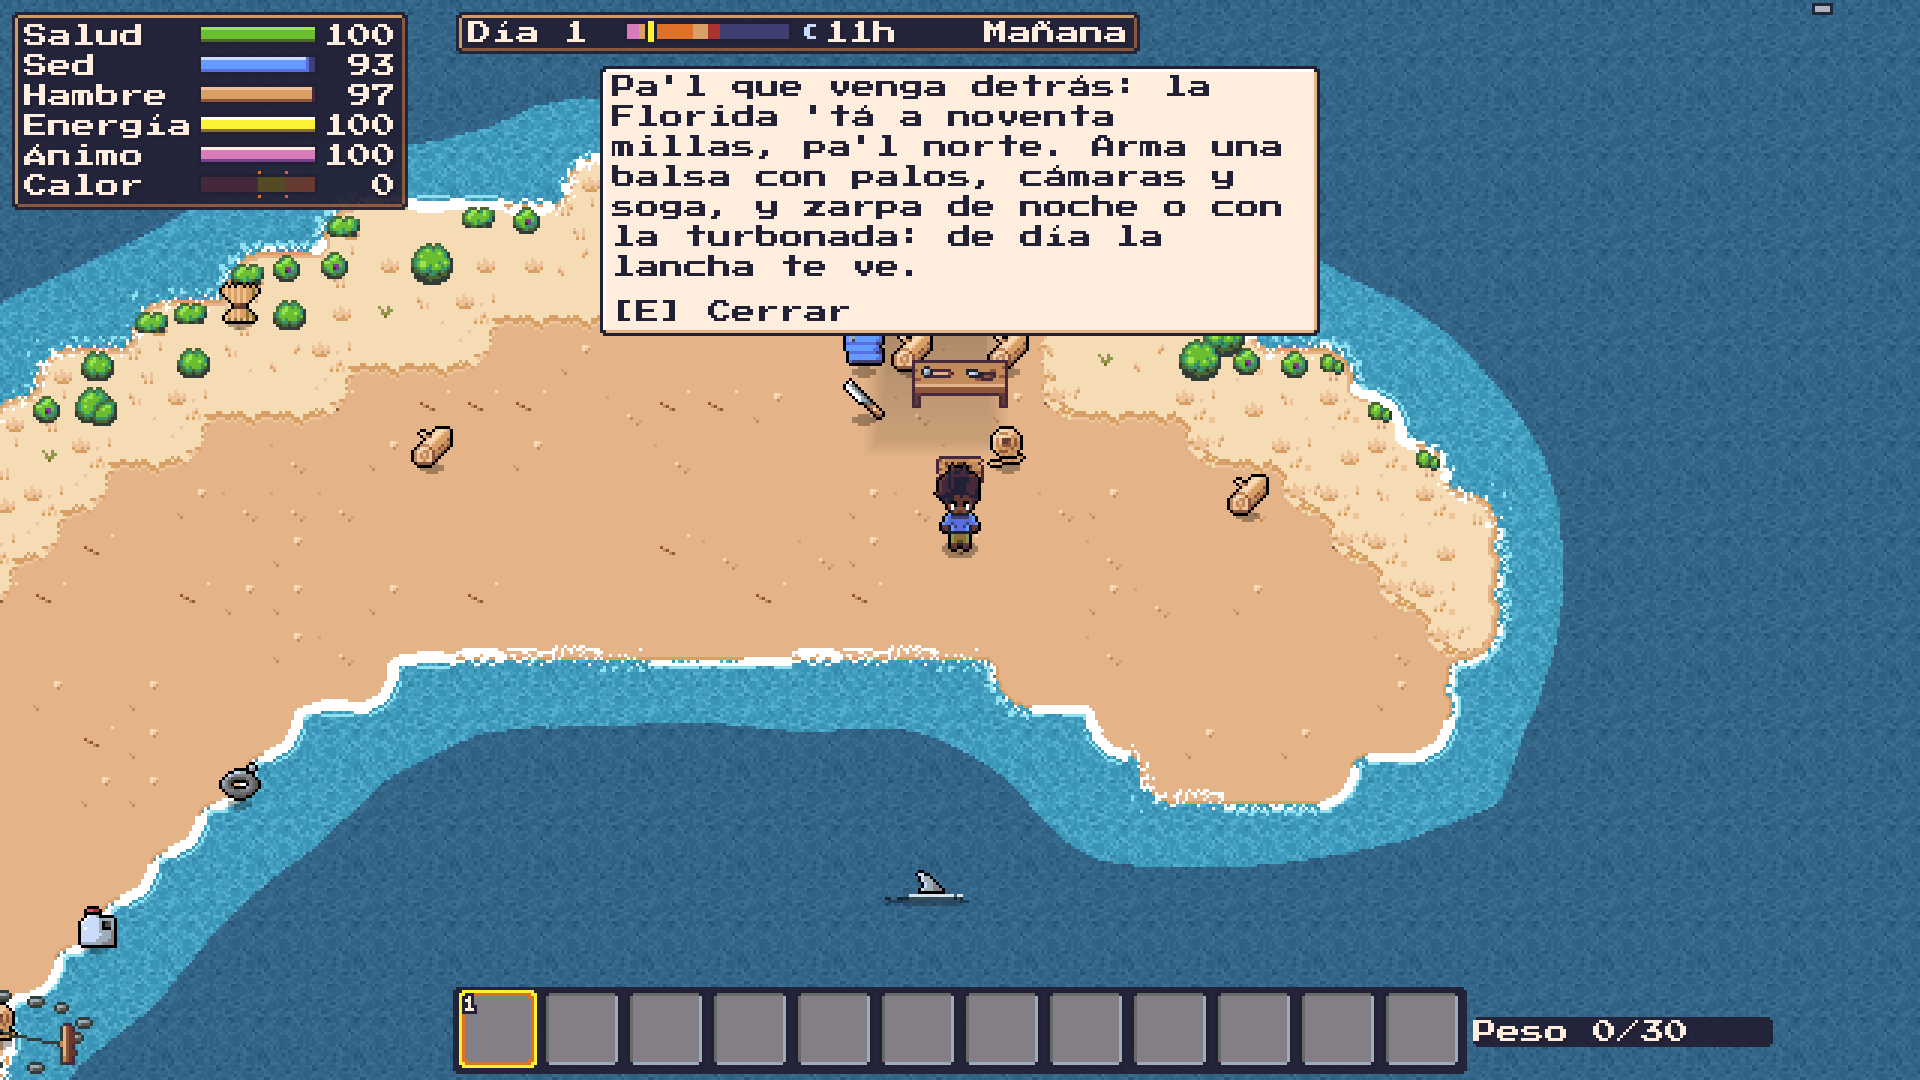 Salud 100
Sed 93
Hambre 97
Energía 100
Ánimo 100
Calor 0
Día 1 11h Mañana
Pa'l que venga detrás: la
Florida 'tá a noventa
millas, pa'l norte. Arma una
balsa con palos, cámaras y
soga, y zarpa de noche o con
la turbonada: de día la
lancha te ve.
[E] Cerrar
1
Peso 0/30